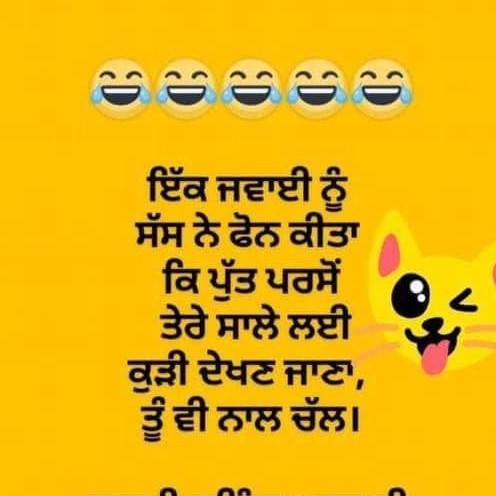 ਇੱਕ ਜਵਾਈ ਨੂੰ
ਸੱਸ ਨੇ ਫੋਨ ਕੀਤਾ
ਕਿ ਪੁੱਤ ਪਰਸੋਂ
ਤੇਰੇ ਸਾਲੇ ਲਈ
ਕੁੜੀ ਦੇਖਣ ਜਾਣਾ,
ਤੂੰ ਵੀ ਨਾਲ ਚੱਲ।